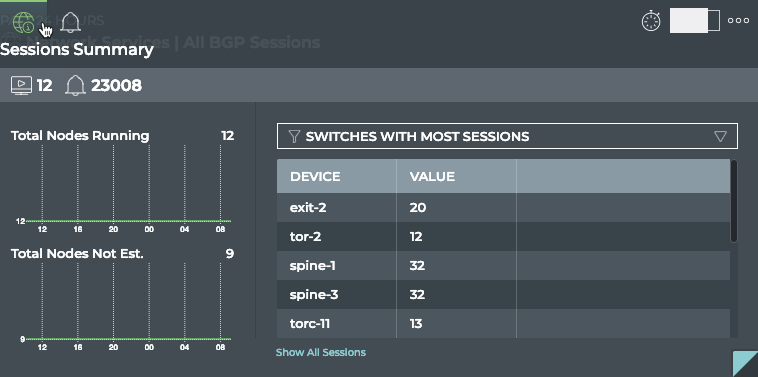 PAST 24 HOURS
Network Services | All BGP Sessions
Sessions Summary
12 23008
Total Nodes Running 12
12
12 16 20 00 04 08
Total Nodes Not Est. 9
9
12 16 20 00 04 08
SWITCHES WITH MOST SESSIONS
DEVICE VALUE
exit-2 20
tor-2 12
spine-1 32
spine-3 32
torc-11 13
Show All Sessions